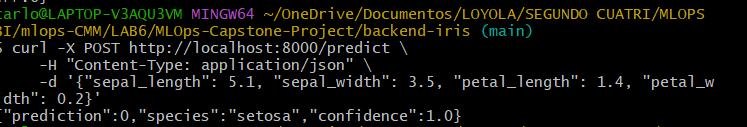 carlo@LAPTOP-V3AQU3VM MINGW64 ~/OneDrive/Documentos/LOYOLA/SEGUNDO CUATRI/MLOPS
BI/mlops-CMM/LAB6/MLOps-Capstone-Project/backend-iris (main)
$ curl -X POST http://localhost:8000/predict \
-H "Content-Type: application/json" \
-d '{"sepal_length": 5.1, "sepal_width": 3.5, "petal_length": 1.4, "petal_w
idth": 0.2}'
{"prediction":0,"species":"setosa","confidence":1.0}